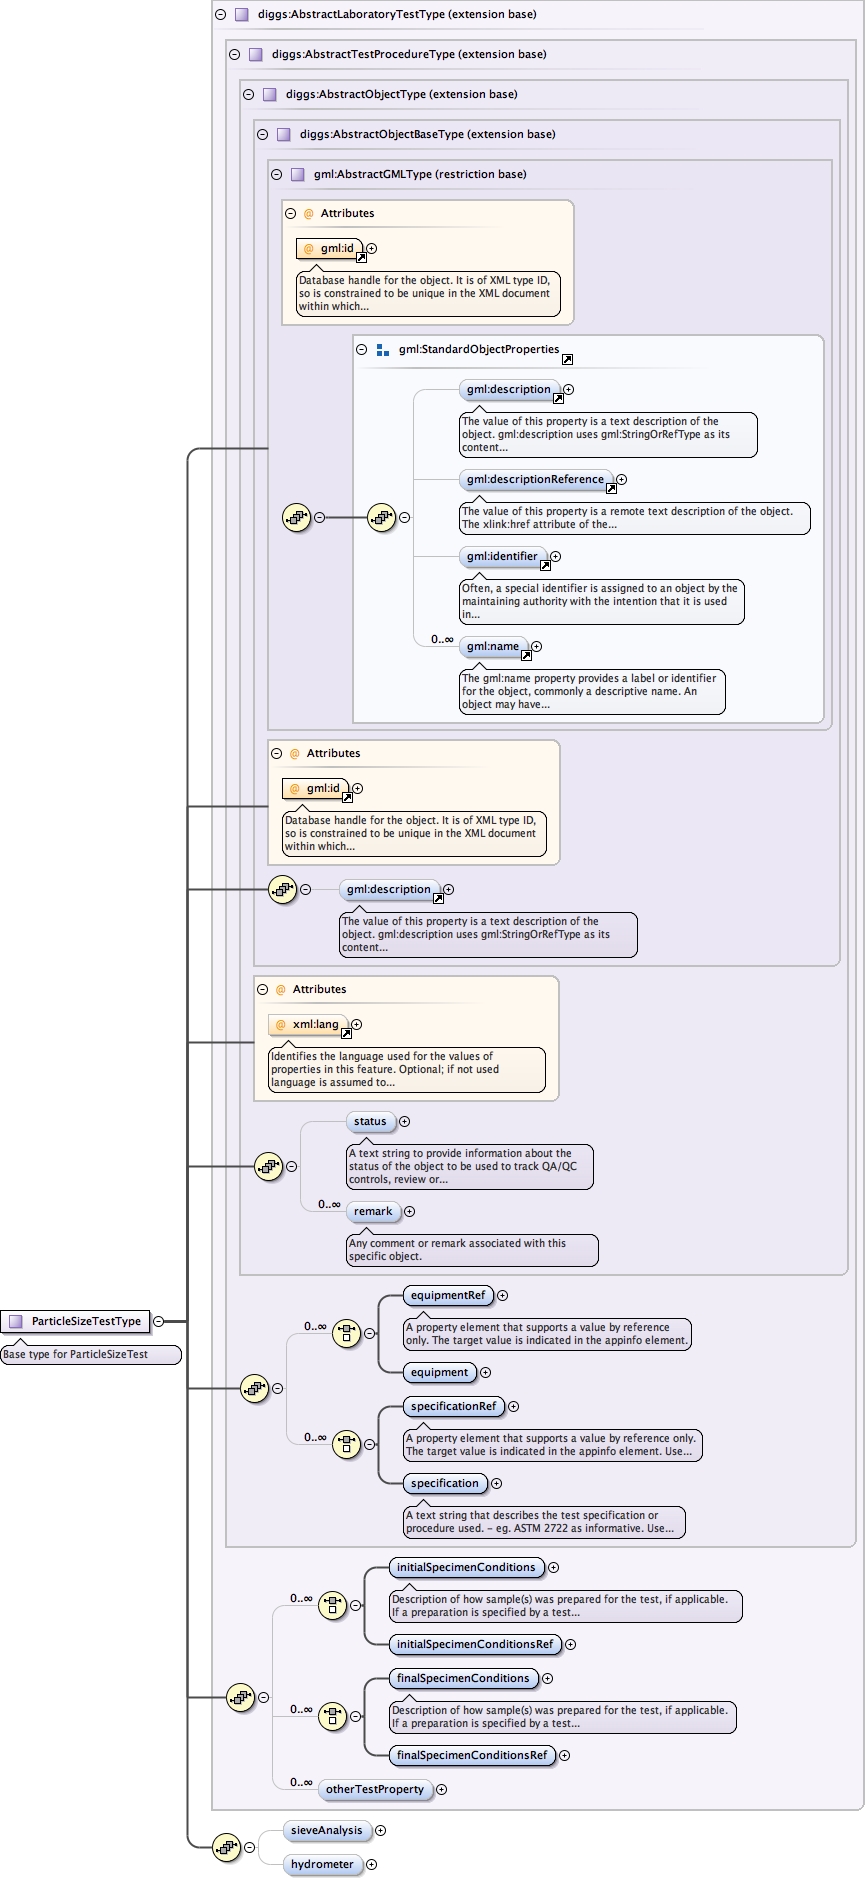 diggs:AbstractLaboratoryTestType (extension base)
diggs:AbstractTestProcedureType (extension base)
diggs:AbstractObjectType (extension base)
diggs:AbstractObjectBaseType (extension base)
gml:AbstractGMLType (restriction base)
@ Attributes
@ gml:id
Database handle for the object. It is of XML type ID,
so is constrained to be unique in the XML document
within which...
gml:StandardObjectProperties
gml:description
The value of this property is a text description of the
object. gml:description uses gml:StringOrRefType as its
content...
gml:descriptionReference
The value of this property is a remote text description of the object.
The xlink:href attribute of the...
gml:identifier
Often, a special identifier is assigned to an object by the
maintaining authority with the intention that it is used
in...
0..∞
gml:name
The gml:name property provides a label or identifier
for the object, commonly a descriptive name. An
object may have...
@ Attributes
@ gml:id
Database handle for the object. It is of XML type ID,
so is constrained to be unique in the XML document
within which...
gml:description
The value of this property is a text description of the
object. gml:description uses gml:StringOrRefType as its
content...
@ Attributes
@ xml:lang
Identifies the language used for the values of
properties in this feature. Optional; if not used
language is assumed to...
status
A text string to provide information about the
status of the object to be used to track QA/QC
controls, review or...
0..∞
remark
Any comment or remark associated with this
specific object.
ParticleSizeTestType
Base type for ParticleSizeTest
0..∞
equipmentRef
A property element that supports a value by reference
only. The target value is indicated in the appinfo element.
equipment
0..∞
specificationRef
A property element that supports a value by reference only.
The target value is indicated in the appinfo element. Use...
specification
A text string that describes the test specification or
procedure used. – eg. ASTM 2722 as informative. Use...
0..∞
initialSpecimenConditions
Description of how sample(s) was prepared for the test, if applicable.
If a preparation is specified by a test...
initialSpecimenConditionsRef
0..∞
finalSpecimenConditions
Description of how sample(s) was prepared for the test, if applicable.
If a preparation is specified by a test...
finalSpecimenConditionsRef
0..∞
otherTestProperty
sieveAnalysis
hydrometer